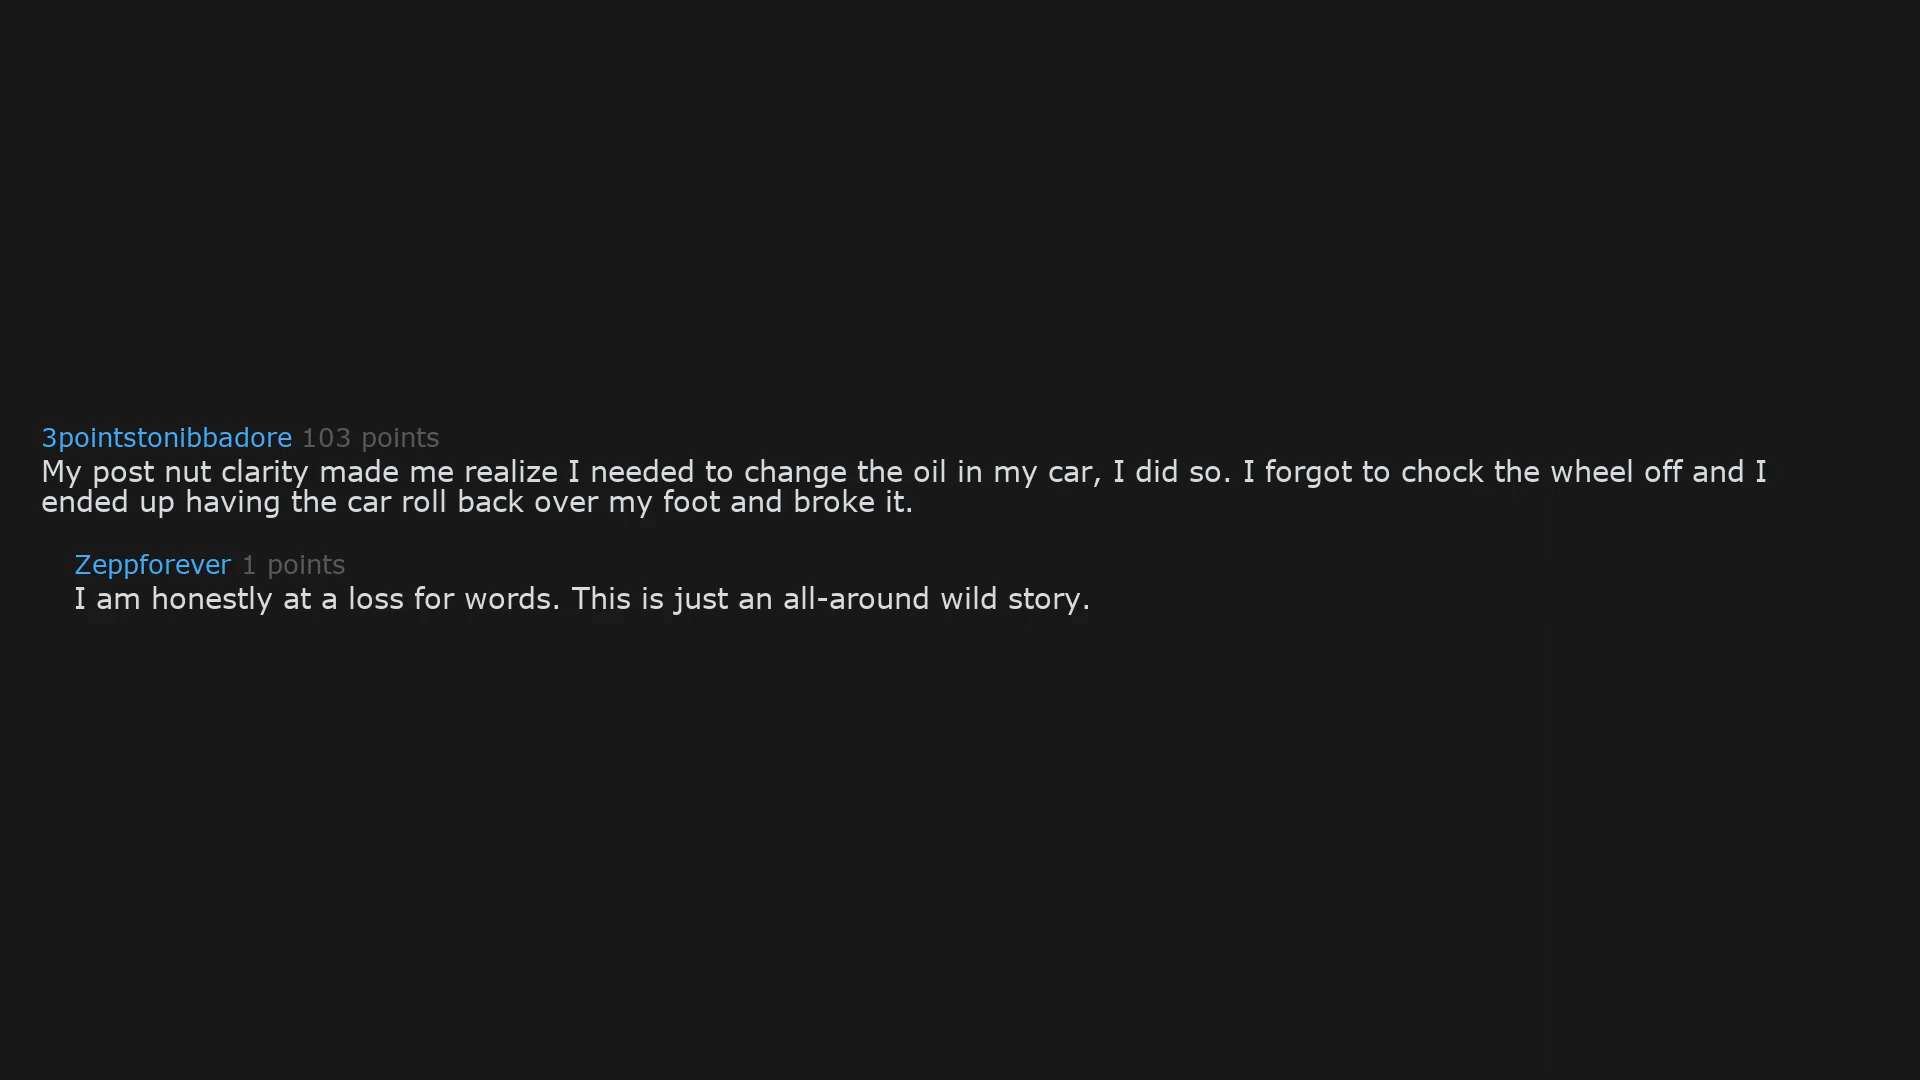 3pointstonibbadore 103 points
My post nut clarity made me realize I needed to change the oil in my car, I did so. I forgot to chock the wheel off and I
ended up having the car roll back over my foot and broke it.
Zeppforever 1 points
I am honestly at a loss for words. This is just an all-around wild story.